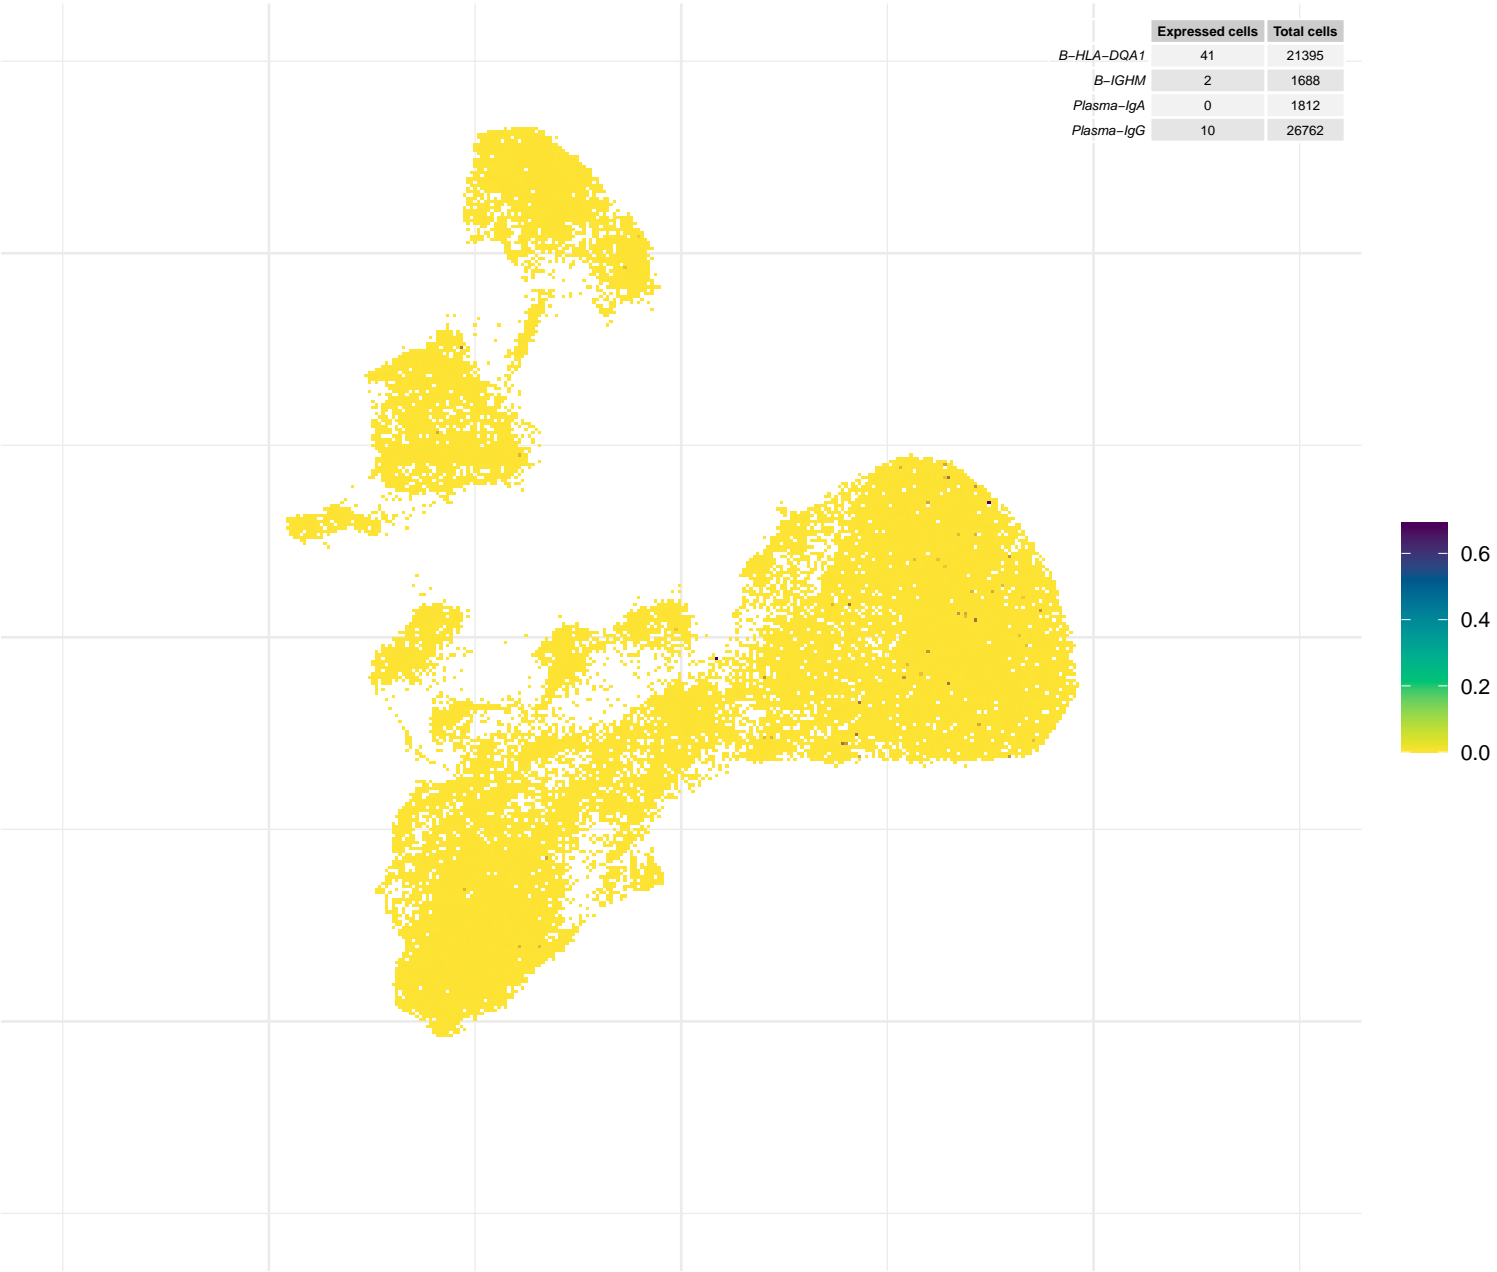 Expressed cells Total cells
B−HLA−DQA1 41 21395
B−IGHM 2 1688
Plasma−IgA 0 1812
Plasma−IgG 10 26762
0.6
0.4
0.2
0.0